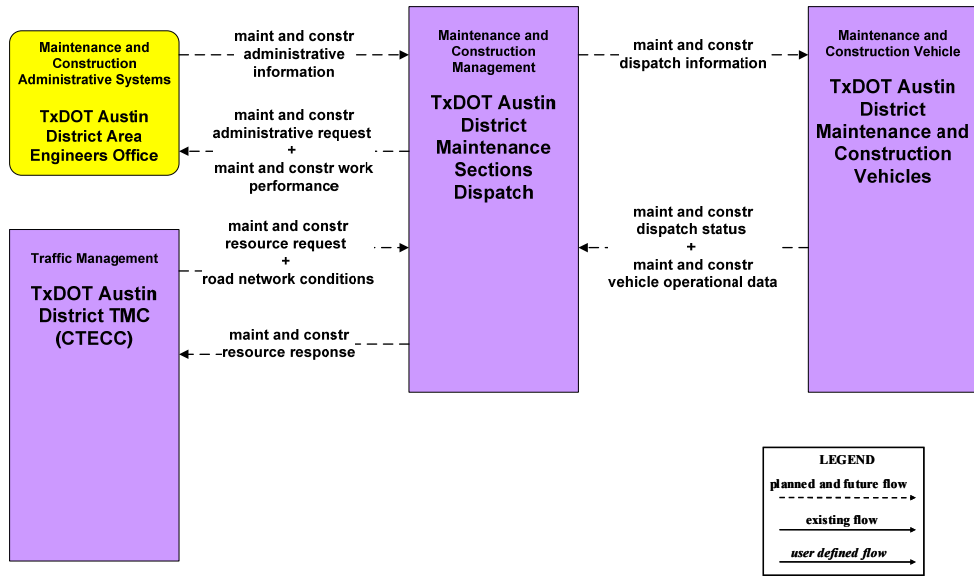 Maintenance and
Construction
Administrative Systems
TxDOT Austin
District Area
Engineers Office
maint and constr
administrative
information
maint and constr
administrative request
+
maint and constr work
performance
Maintenance and
Construction
Management
TxDOT Austin
District
Maintenance
Sections
Dispatch
maint and constr
dispatch information
maint and constr
dispatch status
+
maint and constr
vehicle operational data
Maintenance and
Construction Vehicle
TxDOT Austin
District
Maintenance and
Construction
Vehicles
Traffic Management
TxDOT Austin
District TMC
(CTECC)
maint and constr
resource request
+
road network conditions
maint and constr
resource response
LEGEND
planned and future flow
existing flow
user defined flow